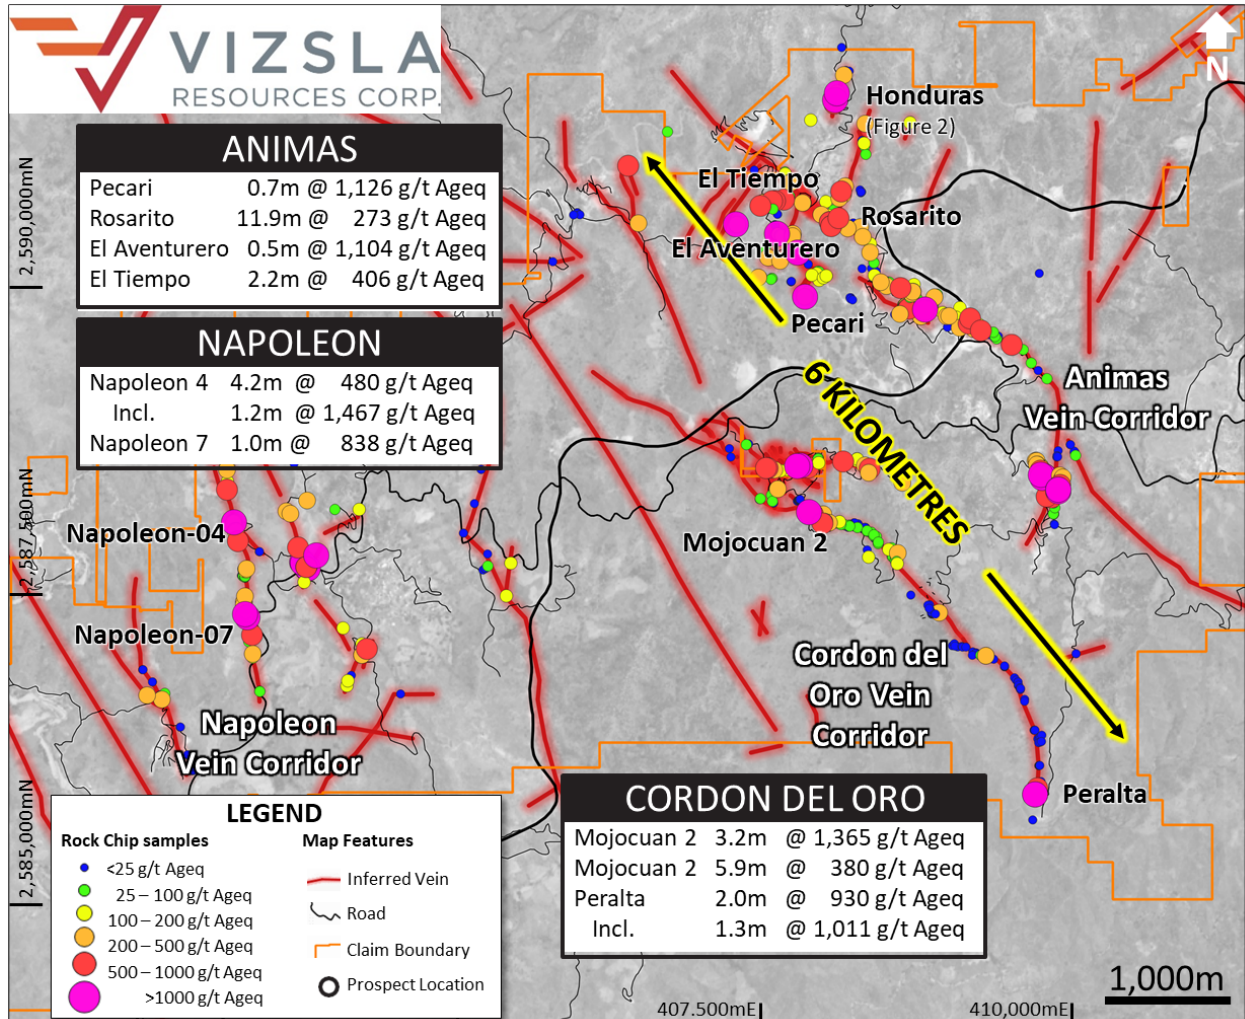 VIZSLA
RESOURCES CORP.
N
ANIMAS
Pecari 0.7m @ 1,126 g/t Ageq
Rosarito 11.9m @ 273 g/t Ageq
El Aventurero 0.5m @ 1,104 g/t Ageq
El Tiempo 2.2m @ 406 g/t Ageq
NAPOLEON
Napoleon 4 4.2m @ 480 g/t Ageq
Incl. 1.2m @ 1,467 g/t Ageq
Napoleon 7 1.0m @ 838 g/t Ageq
Honduras
(Figure 2)
El Tiempo
Rosarito
El Aventurero
Pecari
2,590,000mN
6 KILOMETRES
Animas
Vein Corridor
2,587,500mN
Napoleon-04
Mojocuan 2
Napoleon-07
Cordon del
Oro Vein
Corridor
Napoleon
Vein Corridor
Peralta
2,585,000mN
LEGEND
Rock Chip samples
<25 g/t Ageq
25 – 100 g/t Ageq
100 – 200 g/t Ageq
200 – 500 g/t Ageq
500 – 1000 g/t Ageq
>1000 g/t Ageq
Map Features
Inferred Vein
Road
Claim Boundary
Prospect Location
CORDON DEL ORO
Mojocuan 2 3.2m @ 1,365 g/t Ageq
Mojocuan 2 5.9m @ 380 g/t Ageq
Peralta 2.0m @ 930 g/t Ageq
Incl. 1.3m @ 1,011 g/t Ageq
1,000m
407.500mE
410,000mE